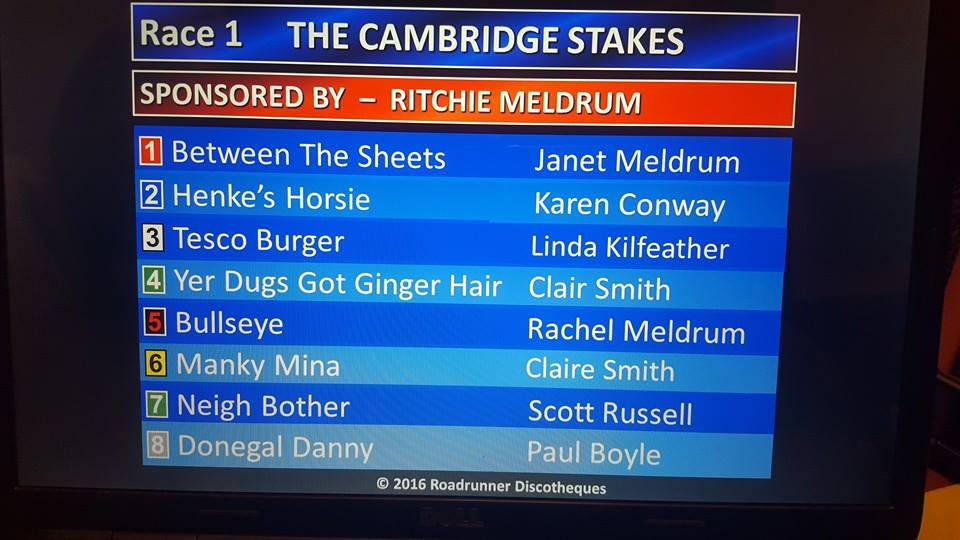 Race 1 THE CAMBRIDGE STAKES
SPONSORED BY – RITCHIE MELDRUM
1 Between The Sheets Janet Meldrum
2 Henke's Horsie Karen Conway
3 Tesco Burger Linda Kilfeather
4 Yer Dugs Got Ginger Hair Clair Smith
5 Bullseye Rachel Meldrum
6 Manky Mina Claire Smith
7 Neigh Bother Scott Russell
8 Donegal Danny Paul Boyle
© 2016 Roadrunner Discotheques
DELL